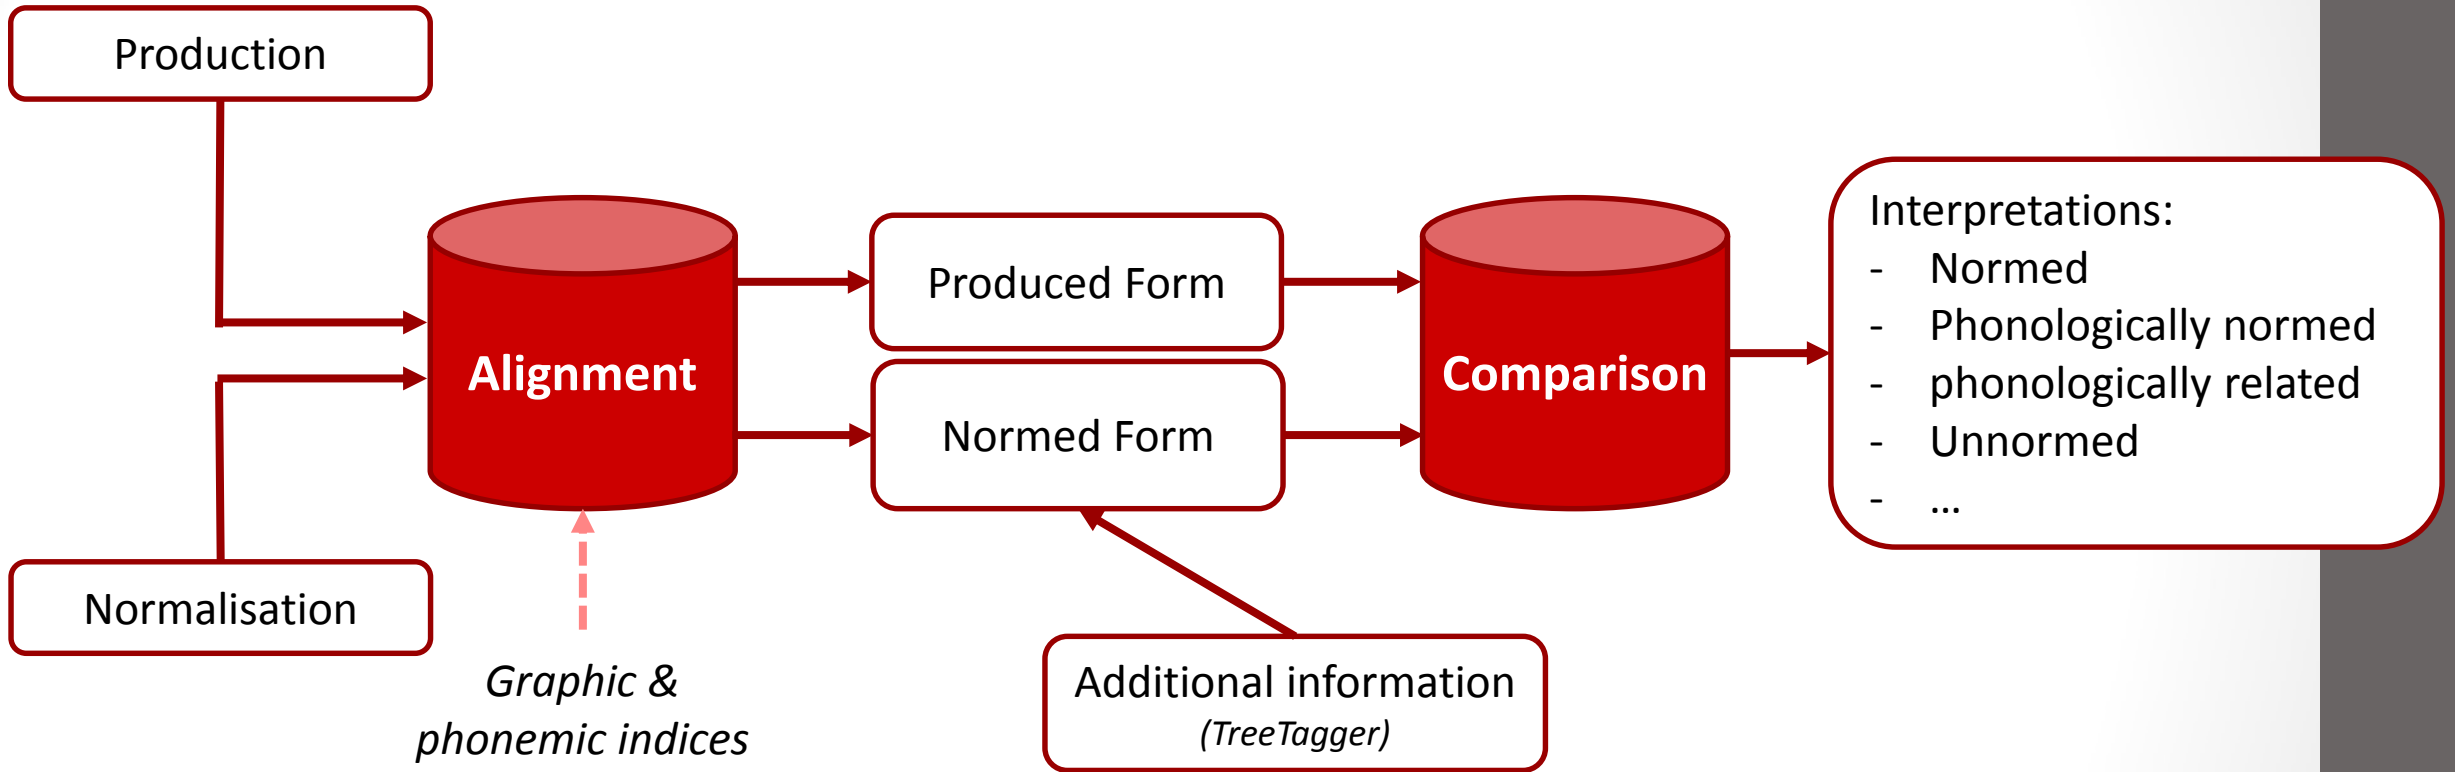 Production
Normalisation
Alignment
Graphic &
phonemic indices
Produced Form
Normed Form
Additional information
(TreeTagger)
Comparison
Interpretations:
- Normed
- Phonologically normed
- phonologically related
- Unnormed
- ...